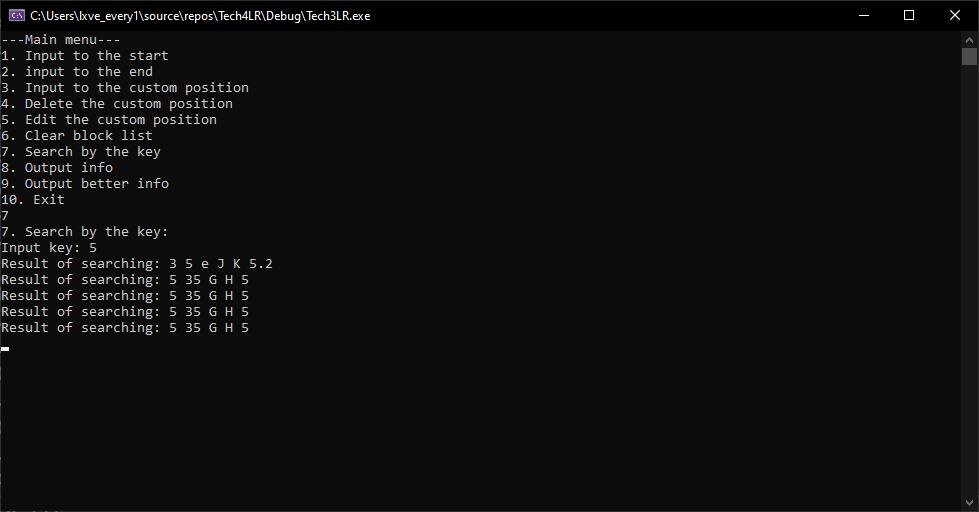 C:\Users\lxve_every1\source\repos\Tech4LR\Debug\Tech3LR.exe
---Main menu---
1. Input to the start
2. input to the end
3. Input to the custom position
4. Delete the custom position
5. Edit the custom position
6. Clear block list
7. Search by the key
8. Output info
9. Output better info
10. Exit
7
7. Search by the key:
Input key: 5
Result of searching: 3 5 e J K 5.2
Result of searching: 5 35 G H 5
Result of searching: 5 35 G H 5
Result of searching: 5 35 G H 5
Result of searching: 5 35 G H 5